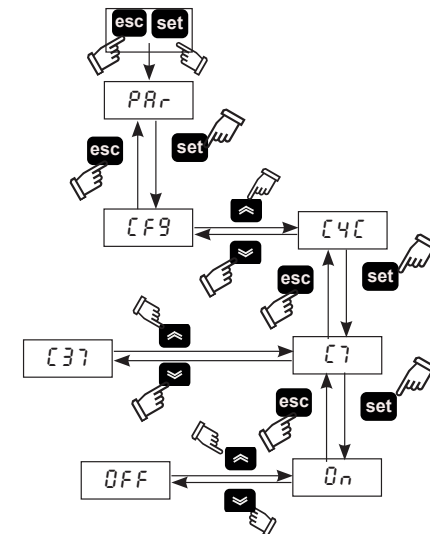 esc set
PAr
esc set
CF9
C4C
esc set
C37
C7
esc set
OFF
On